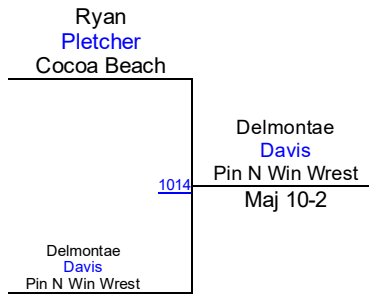 Ryan
Pletcher
Cocoa Beach
Delmontae
Davis
Pin N Win Wrest
1014
Maj 10-2
Delmontae
Davis
Pin N Win Wrest